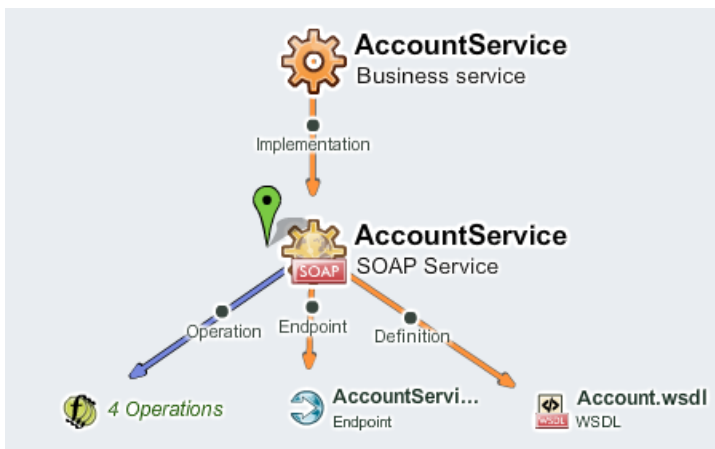 AccountService
Business service
Implementation
AccountService
SOAP
SOAP Service
Operation
Endpoint
Definition
f
4 Operations
AccountServi...
Endpoint
Account.wsdl
</>
WSDL
WSDL